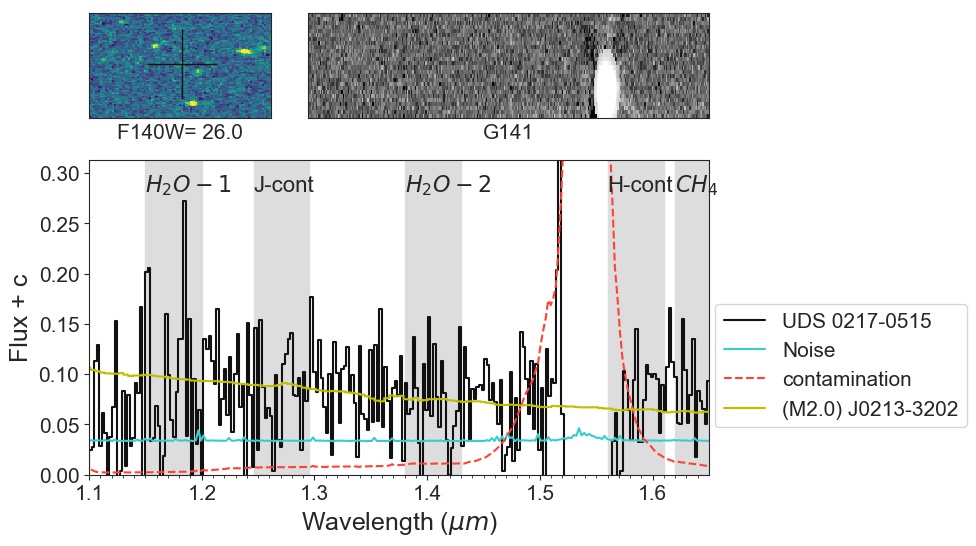 F140W= 26.0
G141
H₂O − 1
J-cont
H₂O − 2
H-cont
CH₄
0.30
0.25
0.20
0.15
0.10
0.05
0.00
Flux + c
1.1
1.2
1.3
1.4
1.5
1.6
Wavelength (μm)
UDS 0217-0515
Noise
contamination
(M2.0) J0213-3202